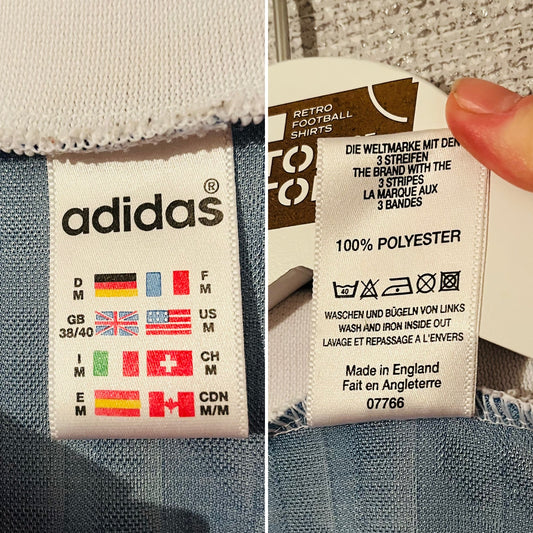 adidas®
D M F M
GB 38/40 US M
I M CH M
E M CDN M/M
RETRO
FOOTBALL
SHIRTS
DIE WELTMARKE MIT DEN
3 STREIFEN
THE BRAND WITH THE
3 STRIPES
LA MARQUE AUX
3 BANDES
100% POLYESTER
40
WASCHEN UND BÜGELN VON LINKS
WASH AND IRON INSIDE OUT
LAVAGE ET REPASSAGE A L'ENVERS
Made in England
Fait en Angleterre
07766